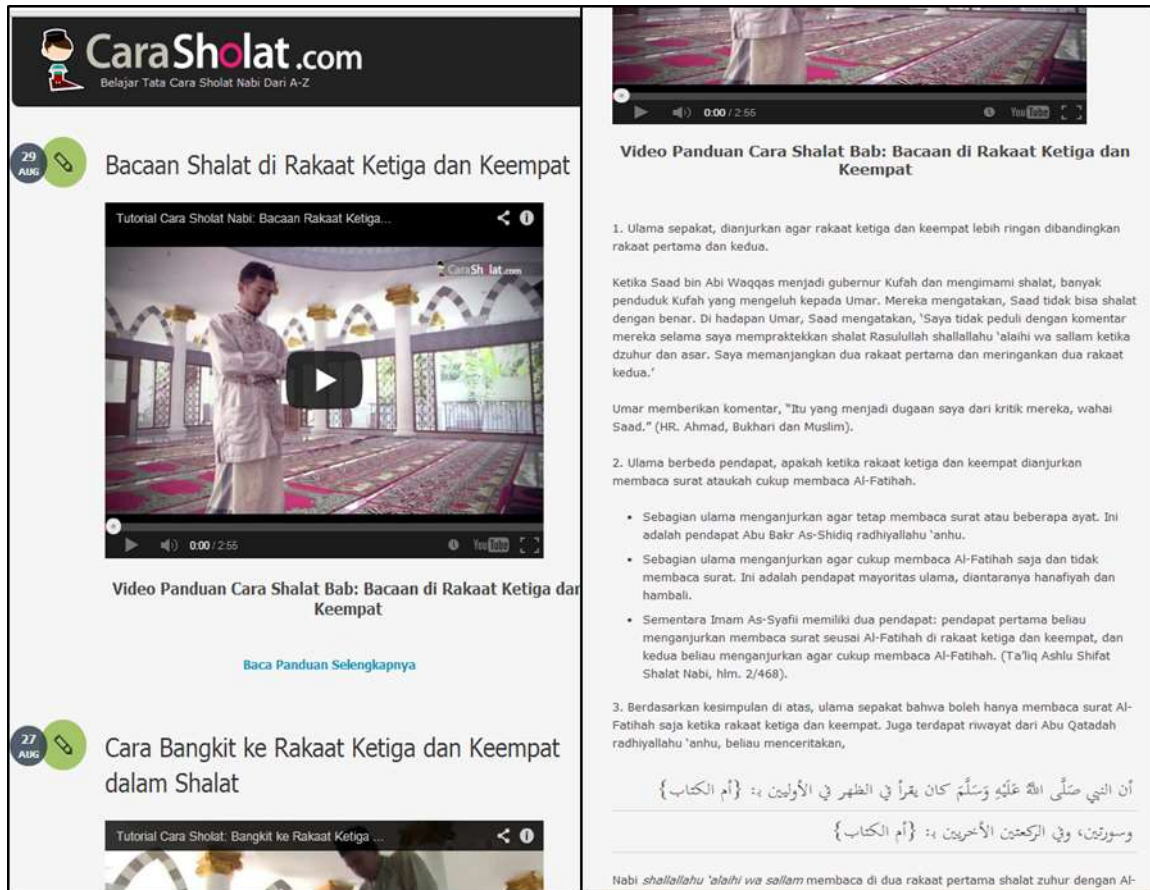 CaraSholat.com
Belajar Tata Cara Sholat Nabi Dari A-Z
29
AUG
Bacaan Shalat di Rakaat Ketiga dan Keempat
Tutorial Cara Sholat Nabi: Bacaan Rakaat Ketiga...
CaraSholat.com
0:00 / 2:55
YouTube
Video Panduan Cara Shalat Bab: Bacaan di Rakaat Ketiga dan
Keempat
Baca Panduan Selengkapnya
27
AUG
Cara Bangkit ke Rakaat Ketiga dan Keempat
dalam Shalat
Tutorial Cara Sholat: Bangkit ke Rakaat Ketiga ...
0:00 / 2:55
YouTube
Video Panduan Cara Shalat Bab: Bacaan di Rakaat Ketiga dan
Keempat
1. Ulama sepakat, dianjurkan agar rakaat ketiga dan keempat lebih ringan dibandingkan
rakaat pertama dan kedua.
Ketika Saad bin Abi Waqqas menjadi gubernur Kufah dan mengimami shalat, banyak
penduduk Kufah yang mengeluh kepada Umar. Mereka mengatakan, Saad tidak bisa shalat
dengan benar. Di hadapan Umar, Saad mengatakan, 'Saya tidak peduli dengan komentar
mereka selama saya mempraktekkan shalat Rasulullah shallallahu 'alaihi wa sallam ketika
dzuhur dan asar. Saya memanjangkan dua rakaat pertama dan meringankan dua rakaat
kedua.'
Umar memberikan komentar, "Itu yang menjadi dugaan saya dari kritik mereka, wahai
Saad." (HR. Ahmad, Bukhari dan Muslim).
2. Ulama berbeda pendapat, apakah ketika rakaat ketiga dan keempat dianjurkan
membaca surat ataukah cukup membaca Al-Fatihah.
• Sebagian ulama menganjurkan agar tetap membaca surat atau beberapa ayat. Ini
adalah pendapat Abu Bakr As-Shidiq radhiyallahu 'anhu.
• Sebagian ulama menganjurkan agar cukup membaca Al-Fatihah saja dan tidak
membaca surat. Ini adalah pendapat mayoritas ulama, diantaranya hanafiyah dan
hambali.
• Sementara Imam As-Syafii memiliki dua pendapat: pendapat pertama beliau
menganjurkan membaca surat seusai Al-Fatihah di rakaat ketiga dan keempat, dan
kedua beliau menganjurkan agar cukup membaca Al-Fatihah. (Ta'liq Ashlu Shifat
Shalat Nabi, hlm. 2/468).
3. Berdasarkan kesimpulan di atas, ulama sepakat bahwa boleh hanya membaca surat Al-
Fatihah saja ketika rakaat ketiga dan keempat. Juga terdapat riwayat dari Abu Qatadah
radhiyallahu 'anhu, beliau menceritakan,
أن النبي صَلَّى اللهُ عَلَيْهِ وَسَلَّمَ كان يقرأ في الظهر في الأوليين بـ: {أم الكتاب}
وسورتين، وفي الركعتين الأخريين بـ: {أم الكتاب}
Nabi shallallahu 'alaihi wa sallam membaca di dua rakaat pertama shalat zuhur dengan Al-